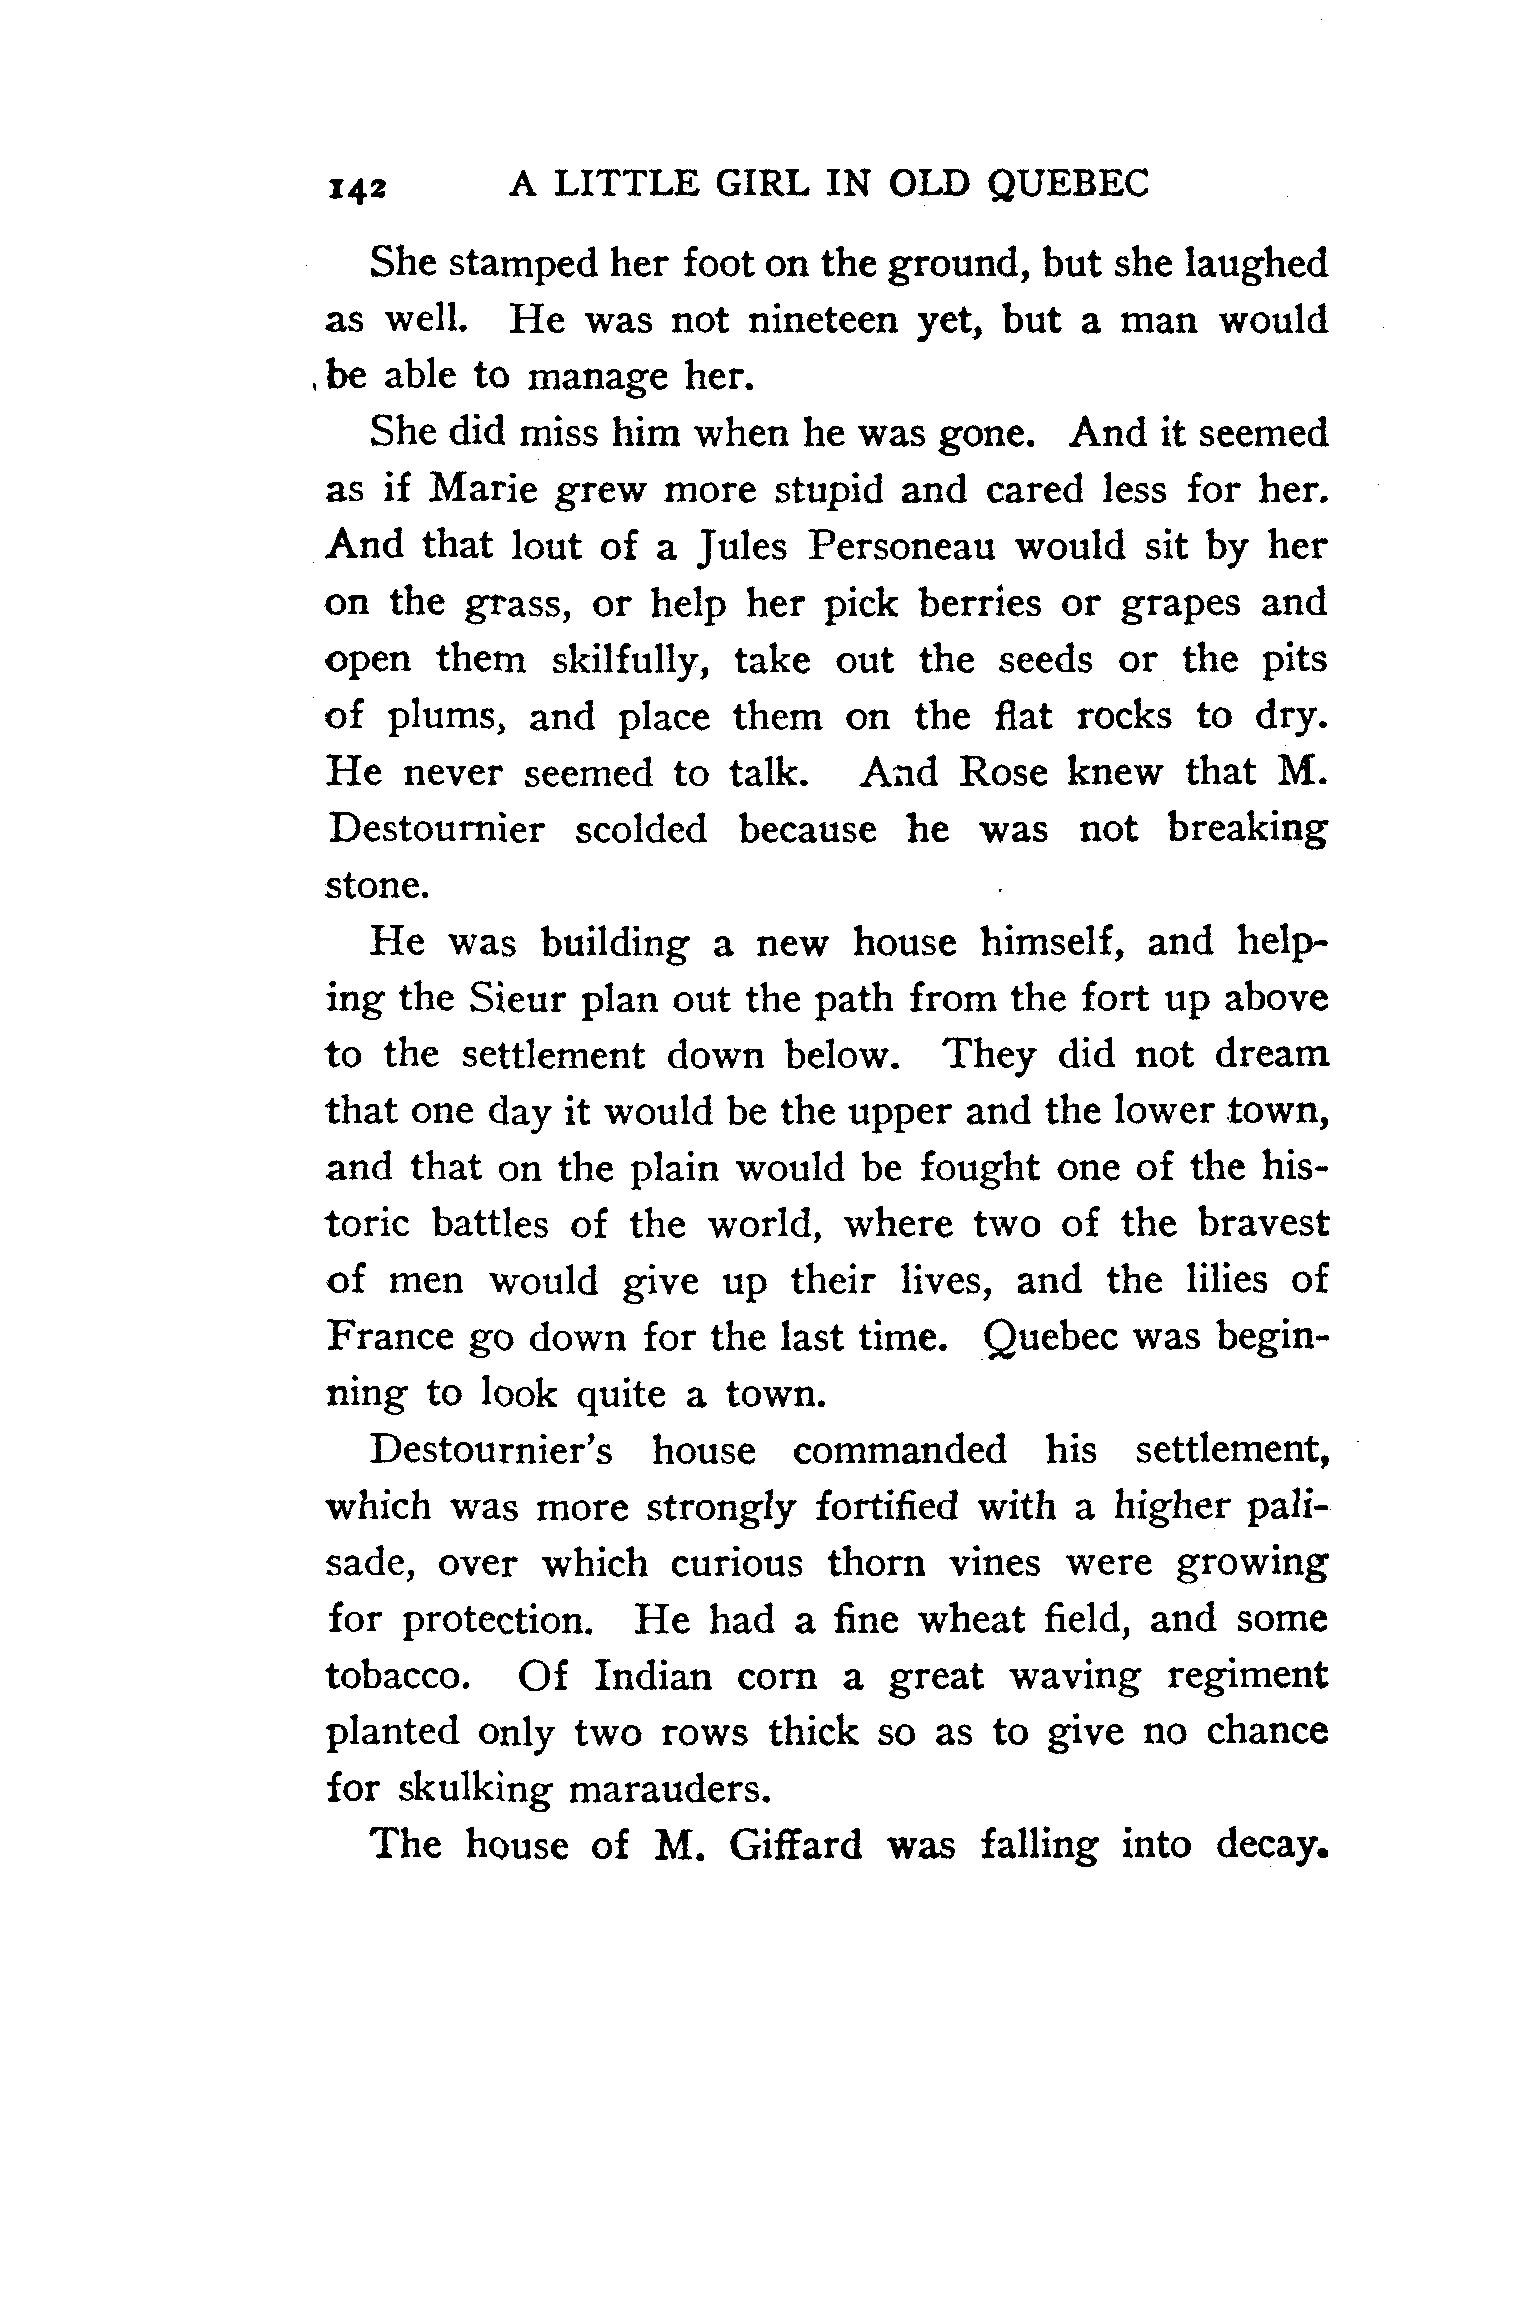 142 A LITTLE GIRL IN OLD QUEBEC
She stamped her foot on the ground, but she laughed
as well. He was not nineteen yet, but a man would
be able to manage her.
She did miss him when he was gone. And it seemed
as if Marie grew more stupid and cared less for her.
And that lout of a Jules Personeau would sit by her
on the grass, or help her pick berries or grapes and
open them skilfully, take out the seeds or the pits
of plums, and place them on the flat rocks to dry.
He never seemed to talk. And Rose knew that M.
Destournier scolded because he was not breaking
stone.
He was building a new house himself, and help-
ing the Sieur plan out the path from the fort up above
to the settlement down below. They did not dream
that one day it would be the upper and the lower town,
and that on the plain would be fought one of the his-
toric battles of the world, where two of the bravest
of men would give up their lives, and the lilies of
France go down for the last time. Quebec was begin-
ning to look quite a town.
Destournier's house commanded his settlement,
which was more strongly fortified with a higher pali-
sade, over which curious thorn vines were growing
for protection. He had a fine wheat field, and some
tobacco. Of Indian corn a great waving regiment
planted only two rows thick so as to give no chance
for skulking marauders.
The house of M. Giffard was falling into decay.